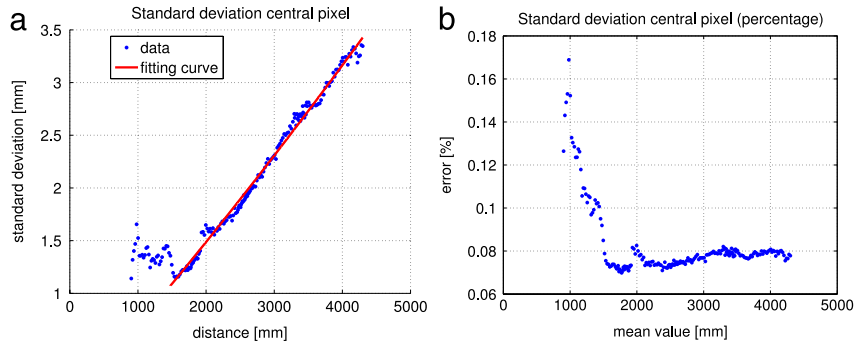 a
Standard deviation central pixel
data
fitting curve
standard deviation [mm]
3.5
3
2.5
2
1.5
1
0
1000
2000
3000
4000
5000
distance [mm]
b
Standard deviation central pixel (percentage)
error [%]
0.18
0.16
0.14
0.12
0.1
0.08
0.06
0
1000
2000
3000
4000
5000
mean value [mm]